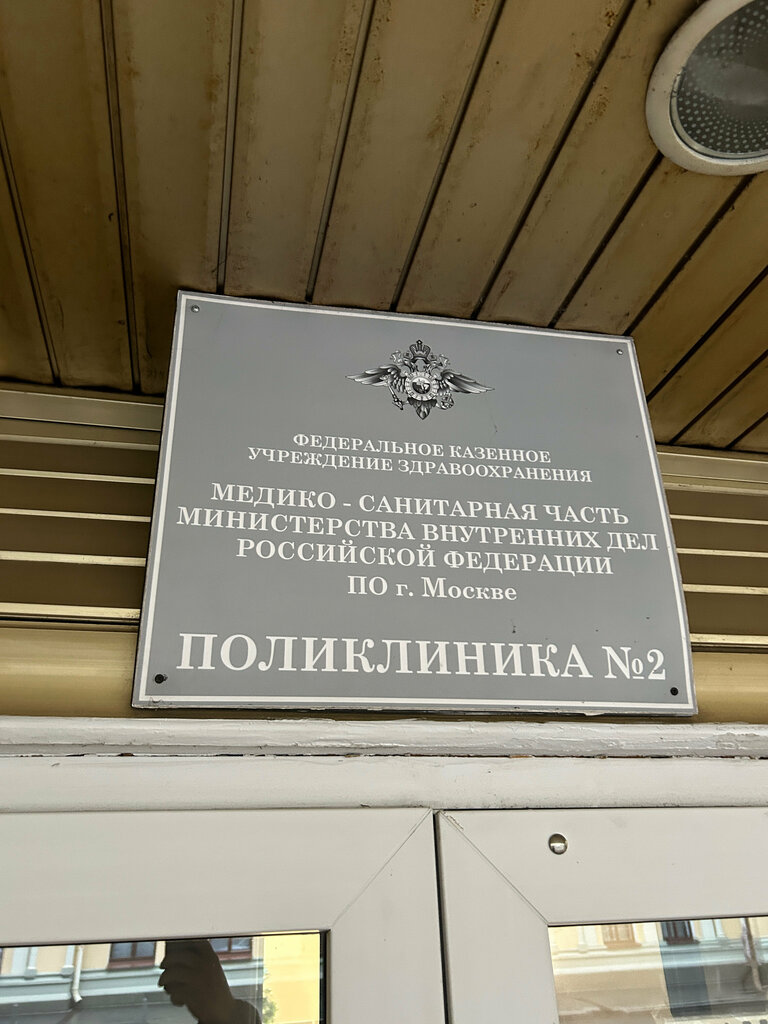 ФЕДЕРАЛЬНОЕ КАЗЕННОЕ
УЧРЕЖДЕНИЕ ЗДРАВООХРАНЕНИЯ
МЕДИКО - САНИТАРНАЯ ЧАСТЬ
МИНИСТЕРСТВА ВНУТРЕННИХ ДЕЛ
РОССИЙСКОЙ ФЕДЕРАЦИИ
ПО г. Москве
ПОЛИКЛИНИКА №2